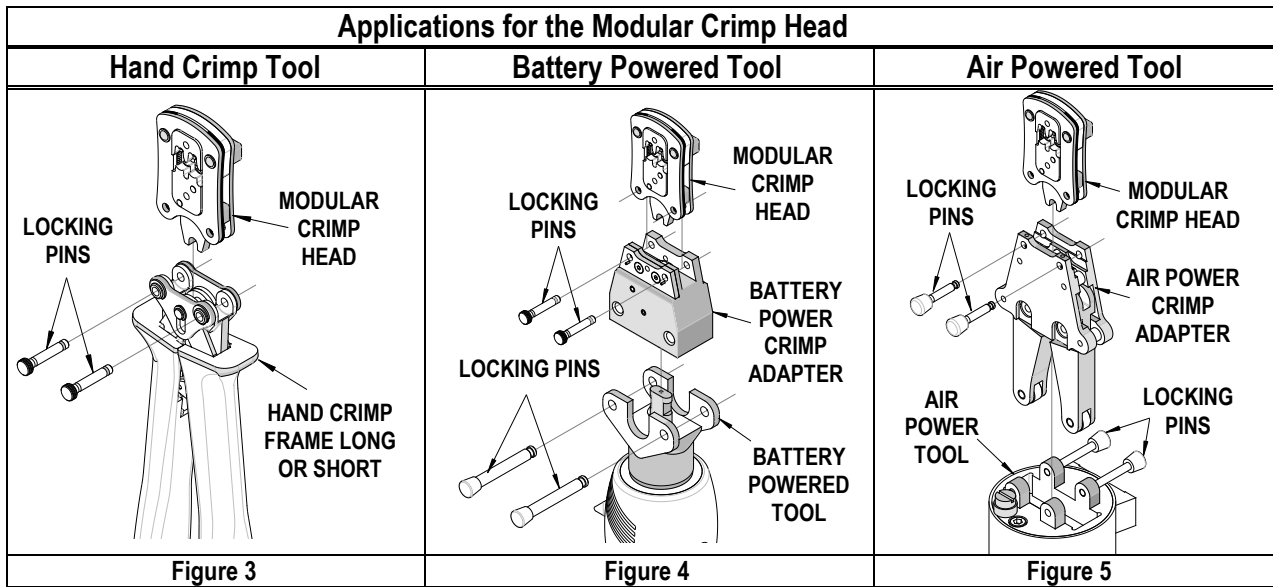 Applications for the Modular Crimp Head
Hand Crimp Tool
Battery Powered Tool
Air Powered Tool
LOCKING
PINS
MODULAR
CRIMP
HEAD
HAND CRIMP
FRAME LONG
OR SHORT
LOCKING
PINS
MODULAR
CRIMP
HEAD
BATTERY
POWER
CRIMP
ADAPTER
LOCKING PINS
BATTERY
POWERED
TOOL
LOCKING
PINS
MODULAR
CRIMP HEAD
AIR POWER
CRIMP
ADAPTER
AIR
POWER
TOOL
LOCKING
PINS
Figure 3
Figure 4
Figure 5